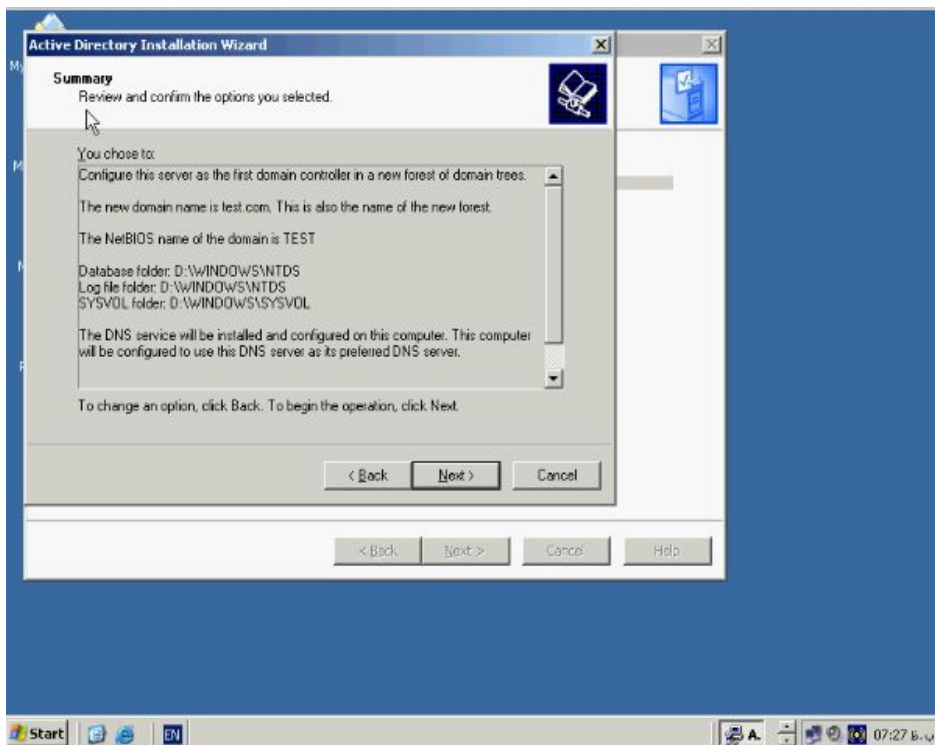 Active Directory Installation Wizard
Summary
Review and confirm the options you selected.
You chose to:
Configure this server as the first domain controller in a new forest of domain trees.
The new domain name is test.com. This is also the name of the new forest.
The NetBIOS name of the domain is TEST
Database folder: D:\WINDOWS\NTDS
Log file folder: D:\WINDOWS\NTDS
SYSVOL folder: D:\WINDOWS\SYSVOL
The DNS service will be installed and configured on this computer. This computer
will be configured to use this DNS server as its preferred DNS server.
To change an option, click Back. To begin the operation, click Next.
< Back Next > Cancel
< Back Next > Cancel Help
Start EN A. 07:27 ب.ظ